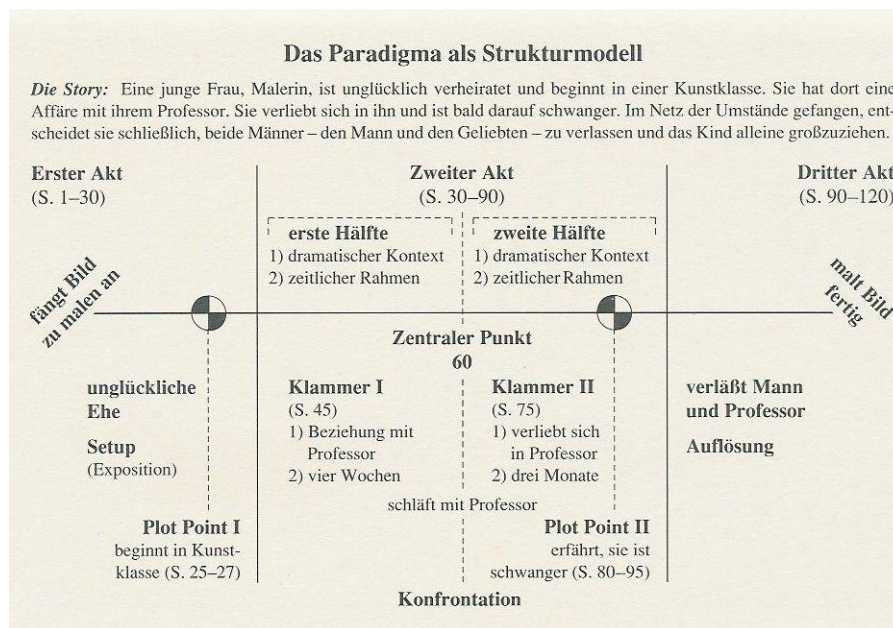 Das Paradigma als Strukturmodell
Die Story: Eine junge Frau, Malerin, ist unglücklich verheiratet und beginnt in einer Kunstklasse. Sie hat dort eine
Affäre mit ihrem Professor. Sie verliebt sich in ihn und ist bald darauf schwanger. Im Netz der Umstände gefangen, ent-
scheidet sie schließlich, beide Männer – den Mann und den Geliebten – zu verlassen und das Kind alleine großzuziehen.
Erster Akt
(S. 1–30)
Zweiter Akt
(S. 30–90)
Dritter Akt
(S. 90–120)
erste Hälfte
1) dramatischer Kontext
2) zeitlicher Rahmen
zweite Hälfte
1) dramatischer Kontext
2) zeitlicher Rahmen
fängt Bild
zu malen an
malt Bild
fertig
Zentraler Punkt
60
unglückliche
Ehe
Setup
(Exposition)
Klammer I
(S. 45)
1) Beziehung mit
Professor
2) vier Wochen
Klammer II
(S. 75)
1) verliebt sich
in Professor
2) drei Monate
verläßt Mann
und Professor
Auflösung
schläft mit Professor
Plot Point I
beginnt in Kunst-
klasse (S. 25–27)
Plot Point II
erfährt, sie ist
schwanger (S. 80–95)
Konfrontation